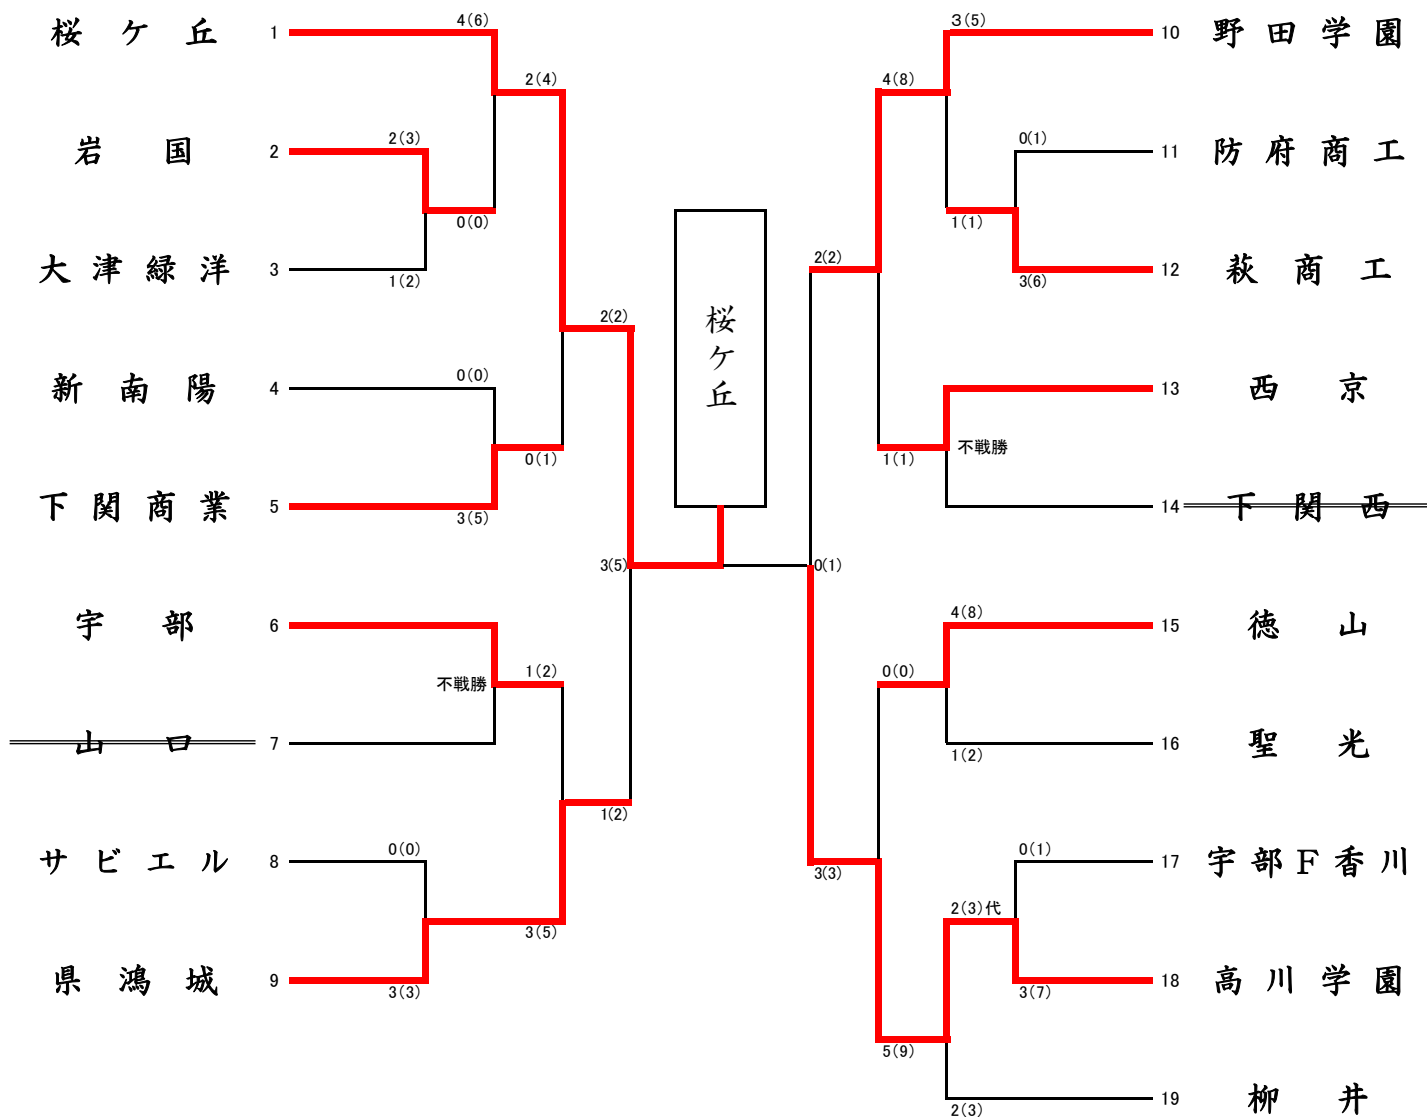 4(6)
3(5)
桜ケ丘 1
10 野田学園
2(4)
4(8)
2(3)
0(1)
岩国 2
11 防府商工
0(0)
1(1)
2(2)
大津緑洋 3
12 萩商工
1(2)
3(6)
2(2)
桜ケ丘
0(0)
新南陽 4
13 西京
不戦勝
0(1)
1(1)
下関商業 5
14 下関西
3(5)
3(5)
0(1)
4(8)
宇部 6
15 徳山
1(2)
0(0)
不戦勝
山口 7
16 聖光
1(2)
1(2)
0(0)
0(1)
サビエル 8
17 宇部F香川
3(3)
2(3)代
3(5)
県鴻城 9
18 高川学園
3(3)
3(7)
5(9)
19 柳井
2(3)